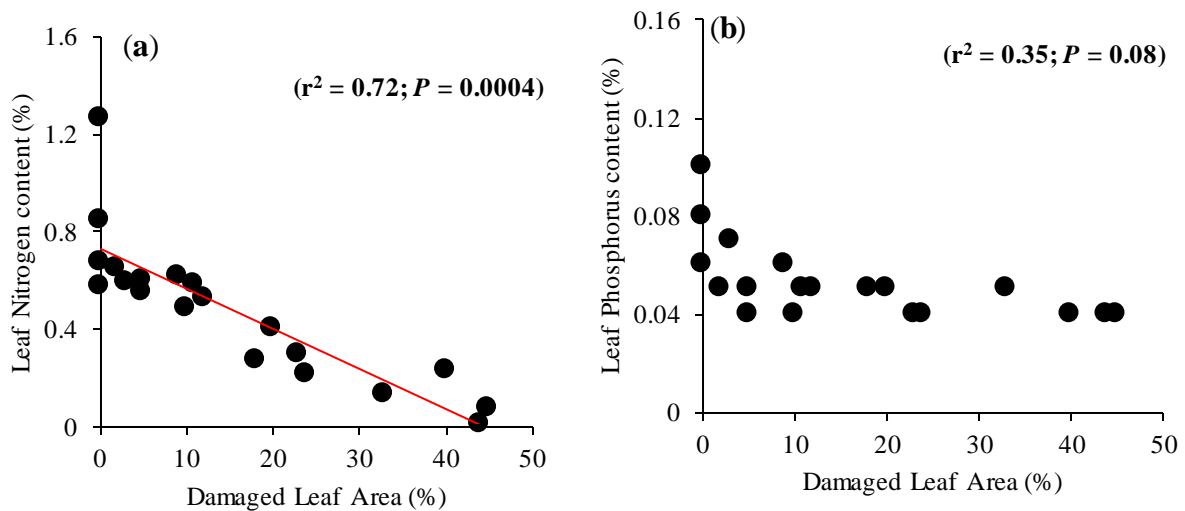 (a)
(r² = 0.72; P = 0.0004)
Leaf Nitrogen content (%)
1.6
1.2
0.8
0.4
0
0 10 20 30 40 50
Damaged Leaf Area (%)
(b)
(r² = 0.35; P = 0.08)
Leaf Phosphorus content (%)
0.16
0.12
0.08
0.04
0
0 10 20 30 40 50
Damaged Leaf Area (%)